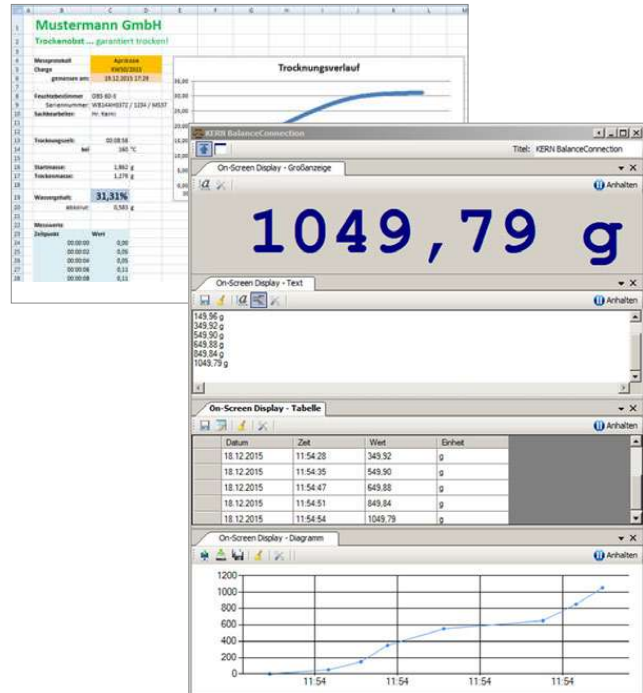 Mustermann GmbH
Trockenobst ... garantiert trocken!
Messprotokoll Aprikose
Charge KW50/2015
gemessen am: 19.12.2015 17:29
Trocknungsverlauf
Sachbearbeiter: Hr. Kern
Trocknungszeit: 00:08:56
bei 160 °C
Startmasse: 1,862 g
Trockenmasse: 1,279 g
Wassergehalt: 31,31%
absolut: 0,583 g
Messwerte
Zeitpunkt Wert
00:00:00 0,00
00:00:02 0,05
00:00:04 0,05
00:00:06 0,11
00:00:08 0,11
KERN BalanceConnection
Titel: KERN BalanceConnection
On-Screen Display - Großanzeige
Anhalten
1049,79 g
On-Screen Display - Text
Anhalten
149,96 g
349,92 g
549,90 g
649,88 g
849,84 g
1049,79 g
On-Screen Display - Tabelle
Anhalten
Datum Zeit Wert Einheit
18.12.2015 11:54:28 349,92 g
18.12.2015 11:54:35 549,90 g
18.12.2015 11:54:47 649,88 g
18.12.2015 11:54:51 849,84 g
18.12.2015 11:54:54 1049,79 g
On-Screen Display - Diagramm
Anhalten
1200
1000
800
600
400
200
0
11:54 11:54 11:54 11:54